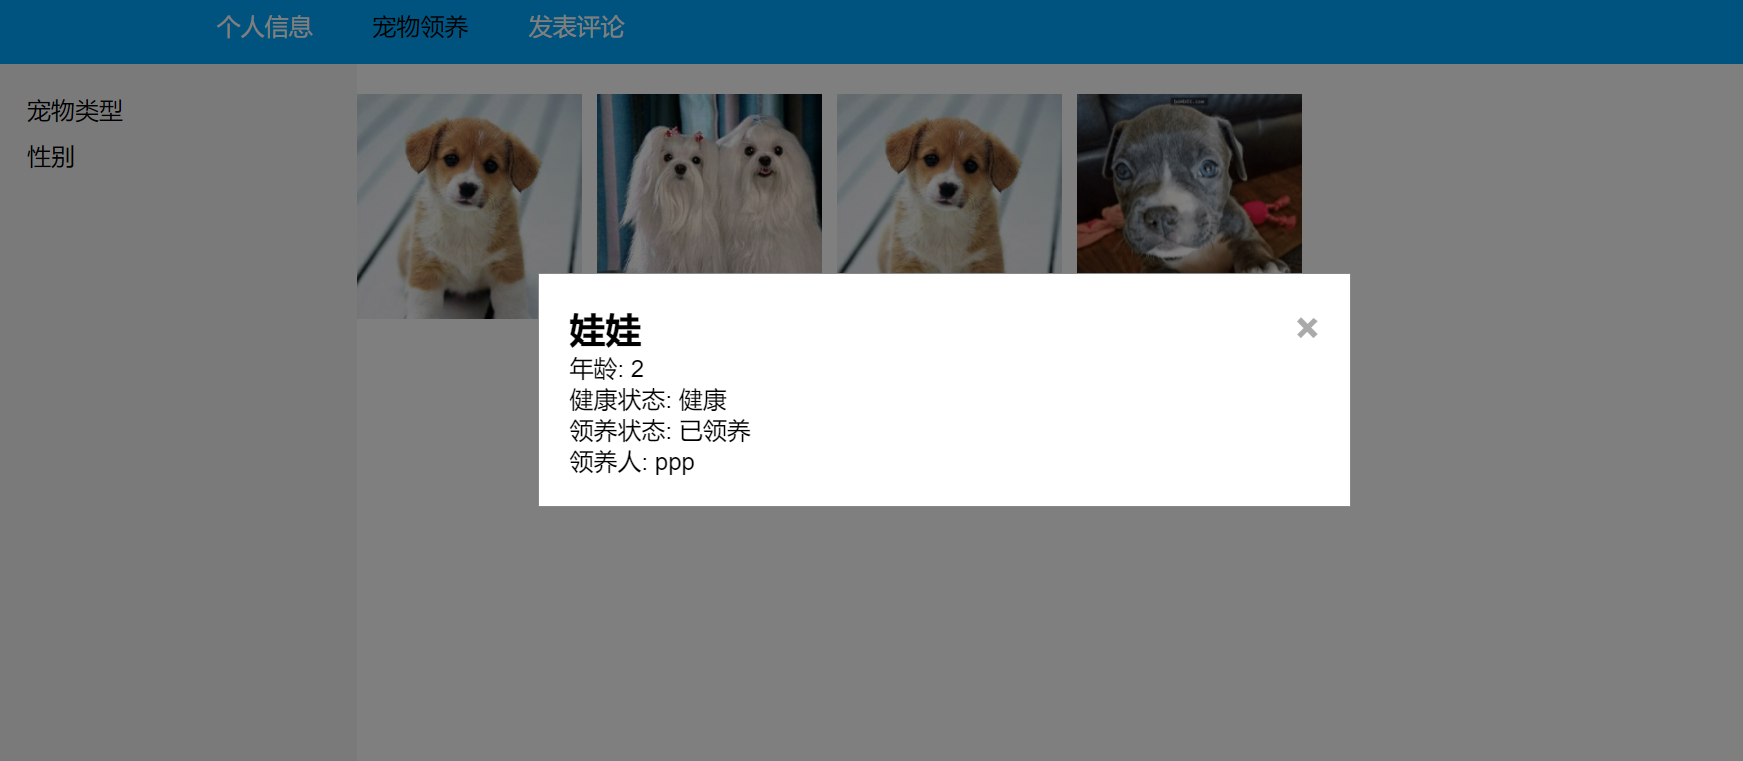 个人信息 宠物领养 发表评论
宠物类型
性别
娃娃
×
年龄: 2
健康状态: 健康
领养状态: 已领养
领养人: ppp